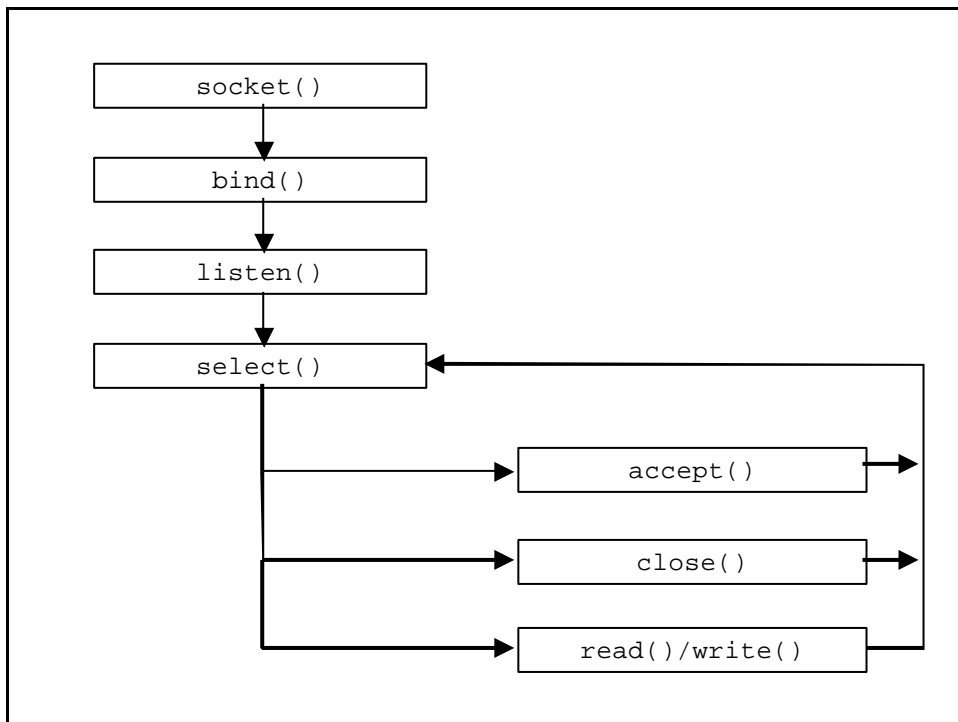 socket()
bind()
listen()
select()
accept()
close()
read()/write()